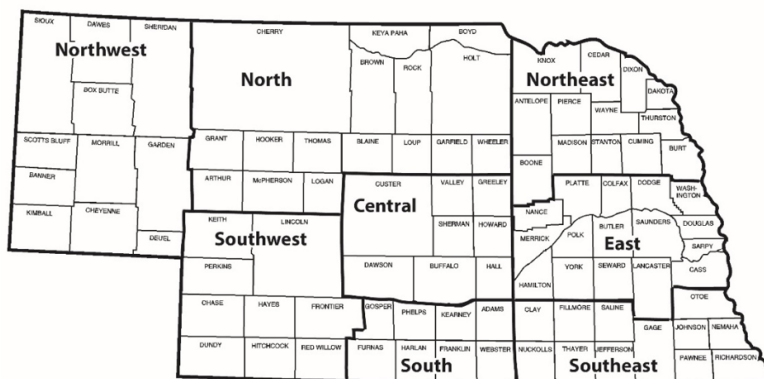 SIOUX
DAWES
SHERIDAN
Northwest
BOX BUTTE
SCOTTS BLUFF
MORRILL
GARDEN
BANNER
KIMBALL
CHEYENNE
DEUEL
CHERRY
KEYA PAHA
BOYD
North
BROWN
ROCK
HOLT
GRANT
HOOKER
THOMAS
BLAINE
LOUP
GARFIELD
WHEELER
ARTHUR
McPHERSON
LOGAN
KNOX
CEDAR
DIXON
Northeast
DAKOTA
ANTELOPE
PIERCE
WAYNE
THURSTON
MADISON
STANTON
CUMING
BURT
BOONE
CUSTER
VALLEY
GREELEY
Central
SHERMAN
HOWARD
DAWSON
BUFFALO
HALL
KEITH
LINCOLN
Southwest
PERKINS
CHASE
HAYES
FRONTIER
DUNDY
HITCHCOCK
RED WILLOW
PLATTE
COLFAX
DODGE
WASH-
INGTON
NANCE
MERRICK
POLK
BUTLER
SAUNDERS
DOUGLAS
East
SARPY
HAMILTON
YORK
SEWARD
LANCASTER
CASS
GOSPER
PHELPS
KEARNEY
ADAMS
FURNAS
HARLAN
FRANKLIN
WEBSTER
South
CLAY
FILLMORE
SALINE
OTOE
GAGE
JOHNSON
NEMAHA
NUCKOLLS
THAYER
JEFFERSON
PAWNEE
RICHARDSON
Southeast